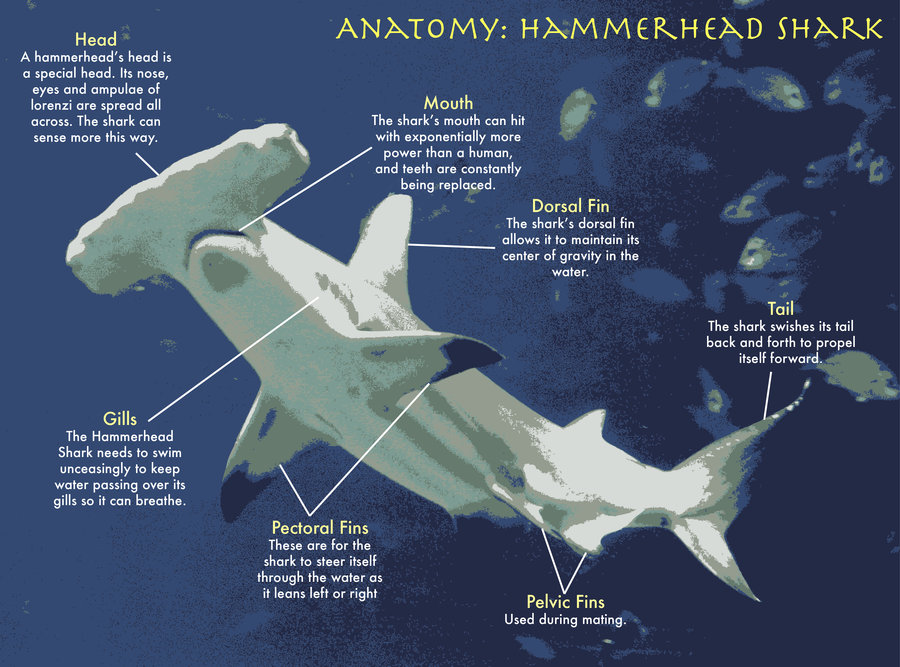 ANATOMY: HAMMERHEAD SHARK
Head
A hammerhead's head is
a special head. Its nose,
eyes and ampulae of
lorenzi are spread all
across. The shark can
sense more this way.
Mouth
The shark's mouth can hit
with exponentially more
power than a human,
and teeth are constantly
being replaced.
Dorsal Fin
The shark's dorsal fin
allows it to maintain its
center of gravity in the
water.
Tail
The shark swishes its tail
back and forth to propel
itself forward.
Gills
The Hammerhead
Shark needs to swim
unceasingly to keep
water passing over its
gills so it can breathe.
Pectoral Fins
These are for the
shark to steer itself
through the water as
it leans left or right
Pelvic Fins
Used during mating.